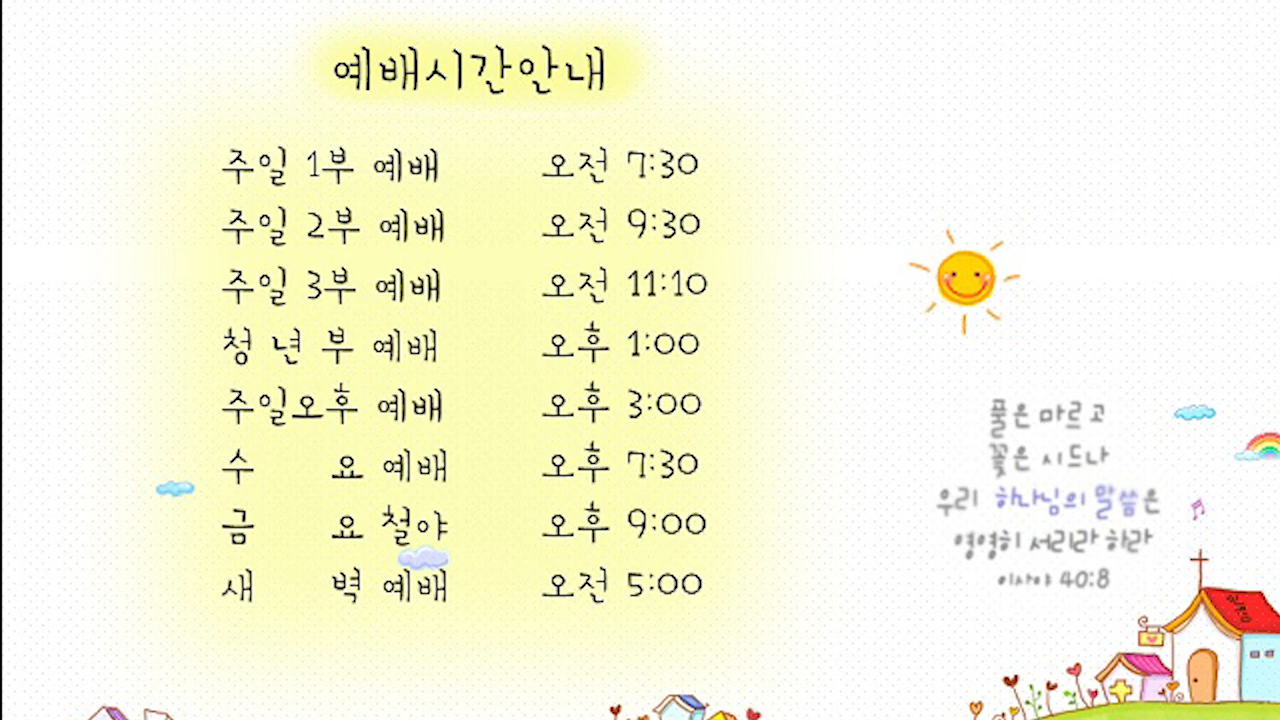 예배시간안내
주일 1부 예배 오전 7:30
주일 2부 예배 오전 9:30
주일 3부 예배 오전 11:10
청 년 부 예배 오후 1:00
주일오후 예배 오후 3:00
수 요 예배 오후 7:30
금 요 철야 오후 9:00
새 벽 예배 오전 5:00
풀은 마르고
꽃은 시드나
우리 하나님의 말씀은
영영히 서리라 하라
이사야 40:8